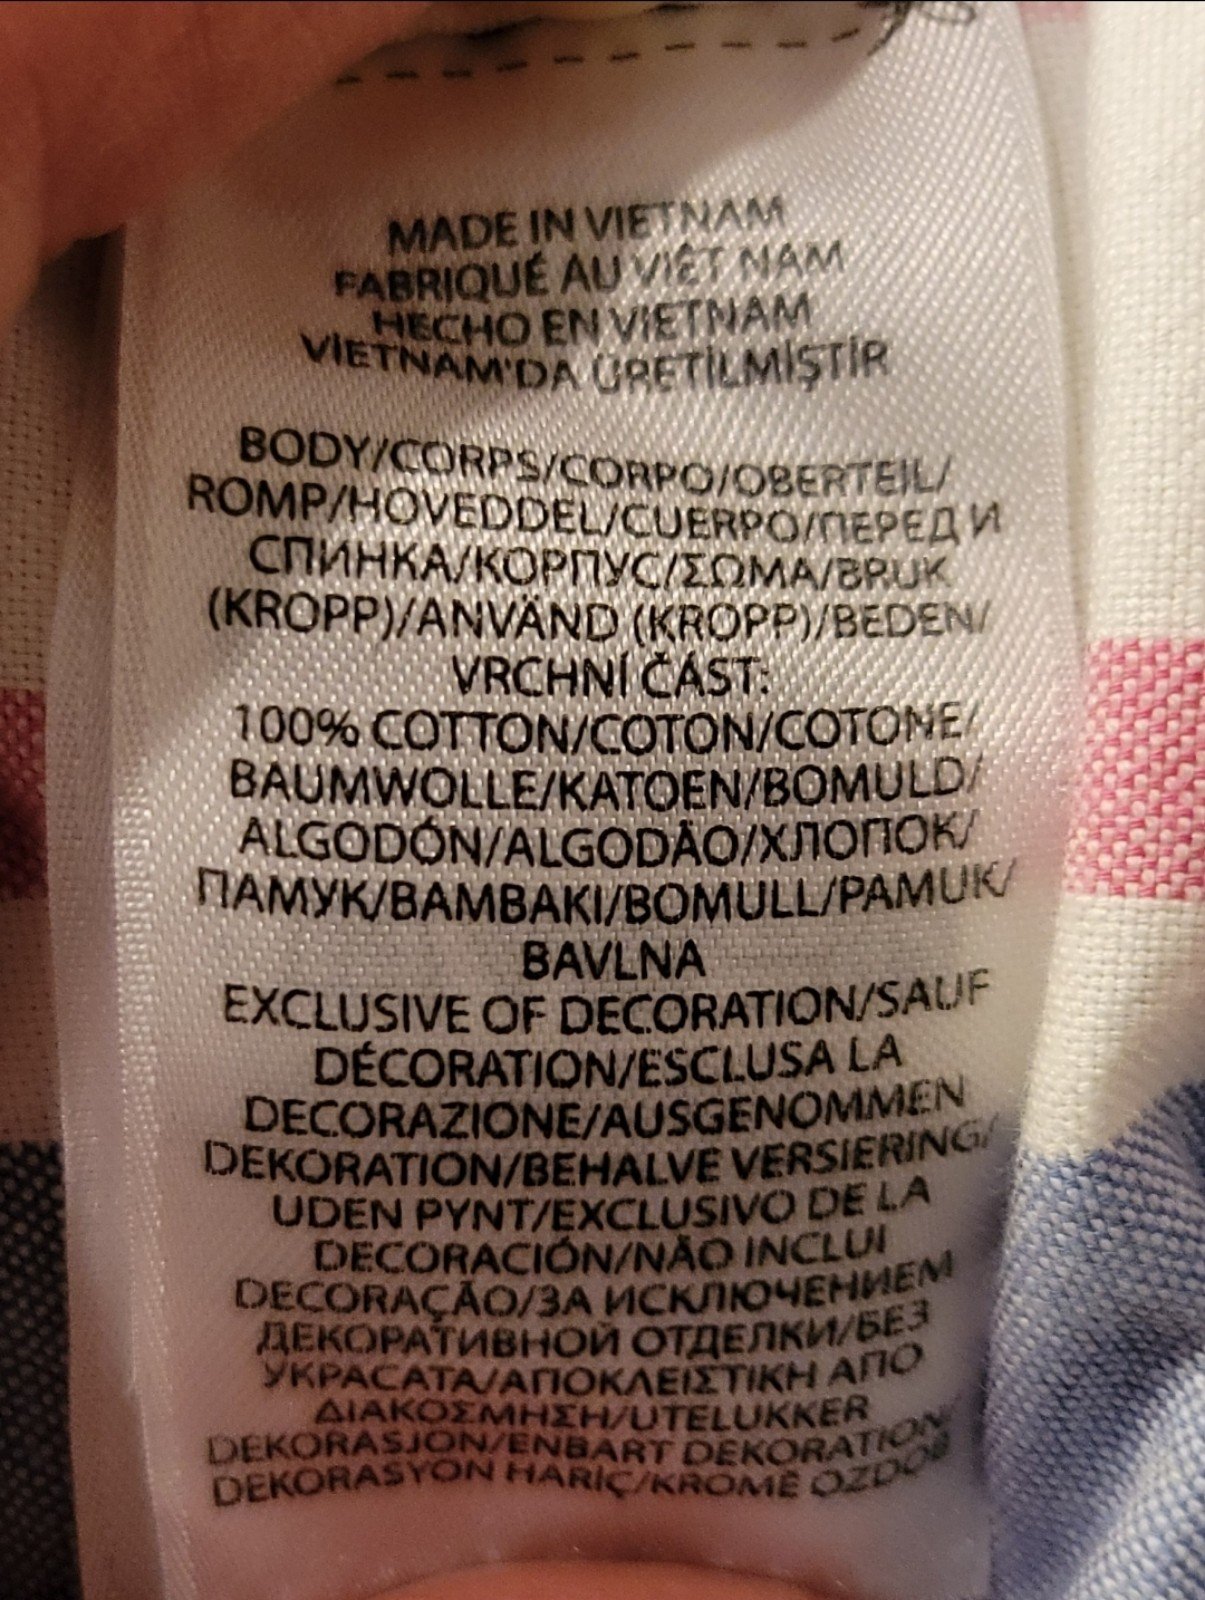 MADE IN VIETNAM
FABRIQUÉ AU VIÊT NAM
HECHO EN VIETNAM
VİETNAM'DA ÜRETİLMİŞTİR
BODY/CORPS/CORPO/OBERTEIL/
ROMP/HOVEDDEL/CUERPO/ПЕРЕД И
СПИНКА/КОРПУС/ΣΩΜΑ/BRUK
(KROPP)/ANVÄND (KROPP)/BEDEN/
VRCHNÍ ČÁST:
100% COTTON/COTON/COTONE/
BAUMWOLLE/KATOEN/BOMULD/
ALGODÓN/ALGODÃO/ХЛОПОК/
ПАМУК/ΒΑΜΒΑΚΙ/BOMULL/PAMUK/
BAVLNA
EXCLUSIVE OF DECORATION/SAUF
DÉCORATION/ESCLUSA LA
DECORAZIONE/AUSGENOMMEN
DEKORATION/BEHALVE VERSIERING/
UDEN PYNT/EXCLUSIVO DE LA
DECORACIÓN/NÃO INCLUI
DECORAÇÃO/ЗА ИСКЛЮЧЕНИЕМ
ДЕКОРАТИВНОЙ ОТДЕЛКИ/БЕЗ
УКРАСАТА/ΑΠΟΚΛΕΙΣΤΙΚΗ ΑΠΟ
ΔΙΑΚΟΣΜΗΣΗ/UTELUKKER
DEKORASJON/ENBART DEKORATION
DEKORASYON HARİÇ/KROMĚ OZDOB